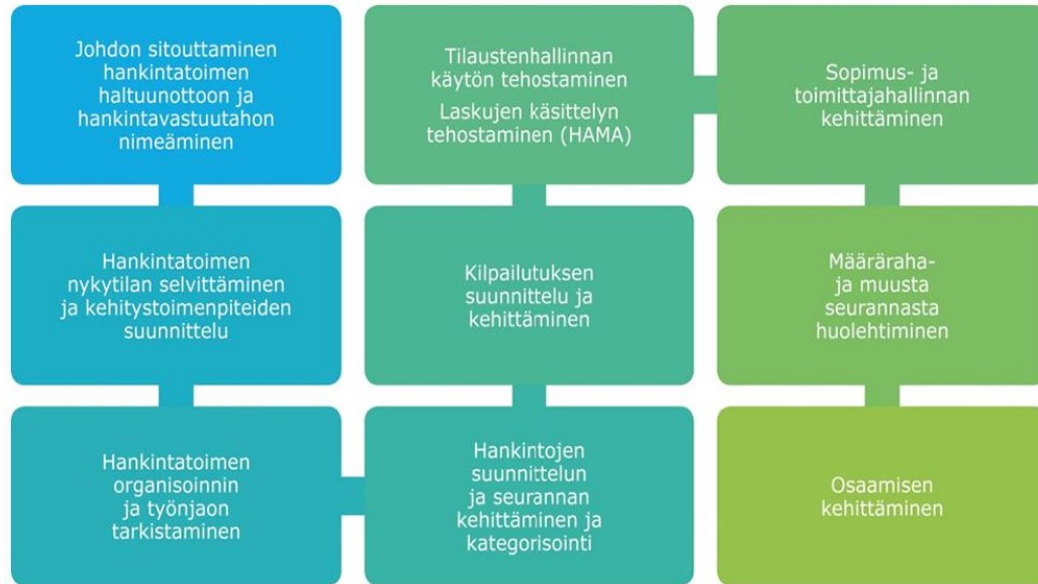 Johdon sitouttaminen
hankintatoimen
haltuunottoon ja
hankintavastuutahon
nimeäminen
Hankintatoimen
nykytilan selvittäminen
ja kehitystoimenpiteiden
suunnittelu
Hankintatoimen
organisoinnin
ja työnjaon
tarkistaminen
Hankintojen
suunnittelun
ja seurannan
kehittäminen ja
kategorisointi
Kilpailutuksen
suunnittelu ja
kehittäminen
Tilaustenhallinnan
käytön tehostaminen
Laskujen käsittelyn
tehostaminen (HAMA)
Sopimus- ja
toimittajahallinnan
kehittäminen
Määräraha-
ja muusta
seurannasta
huolehtiminen
Osaamisen
kehittäminen